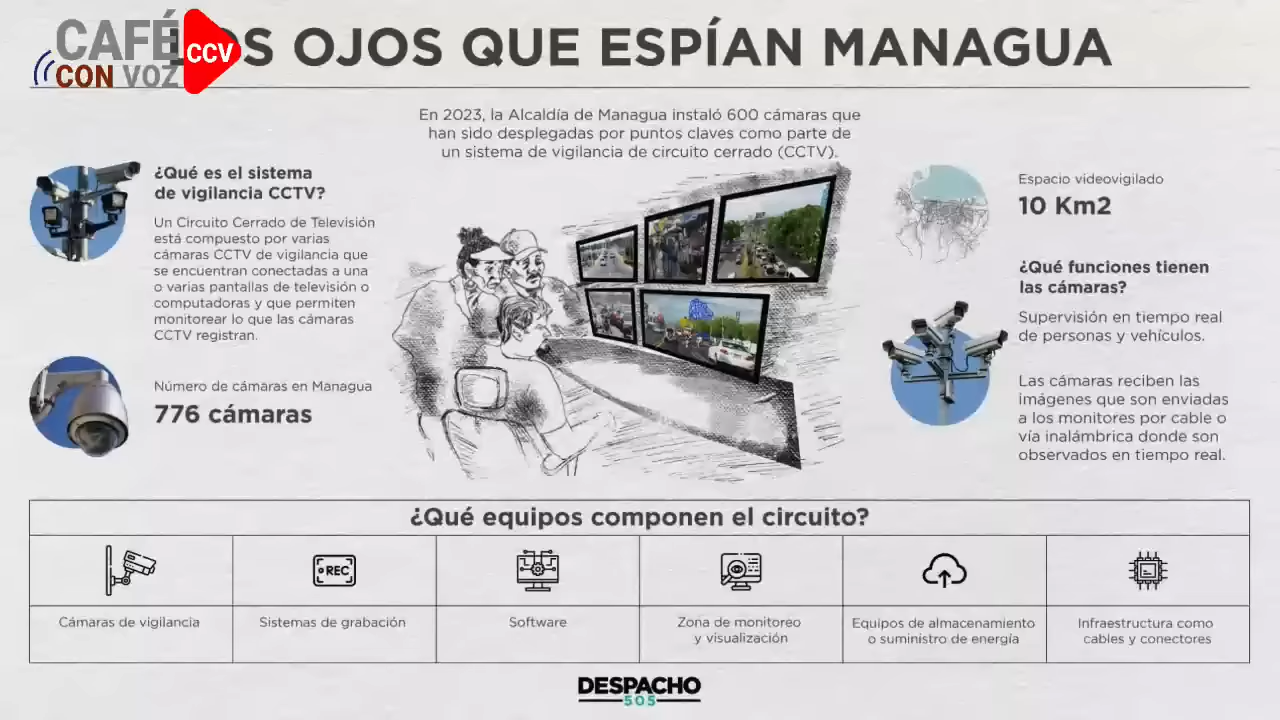 CAFÉ
CON VOZ
CCV
OS OJOS QUE ESPÍAN MANAGUA
En 2023, la Alcaldía de Managua instaló 600 cámaras que
han sido desplegadas por puntos claves como parte de
un sistema de vigilancia de circuito cerrado (CCTV).
¿Qué es el sistema
de vigilancia CCTV?
Un Circuito Cerrado de Televisión
está compuesto por varias
cámaras CCTV de vigilancia que
se encuentran conectadas a una
o varias pantallas de televisión o
computadoras y que permiten
monitorear lo que las cámaras
CCTV registran.
Número de cámaras en Managua
776 cámaras
Espacio videovigilado
10 Km2
¿Qué funciones tienen
las cámaras?
Supervisión en tiempo real
de personas y vehículos.
Las cámaras reciben las
imágenes que son enviadas
a los monitores por cable o
vía inalámbrica donde son
observados en tiempo real.
¿Qué equipos componen el circuito?
REC
Cámaras de vigilancia
Sistemas de grabación
Software
Zona de monitoreo
y visualización
Equipos de almacenamiento
o suministro de energía
Infraestructura como
cables y conectores
DESPACHO
505